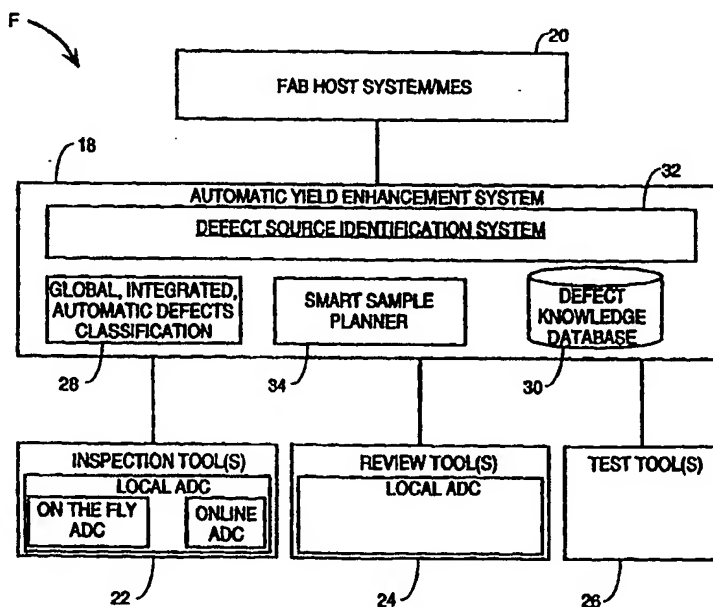 F
20
FAB HOST SYSTEM/MES
18
32
AUTOMATIC YIELD ENHANCEMENT SYSTEM
DEFECT SOURCE IDENTIFICATION SYSTEM
GLOBAL, INTEGRATED,
AUTOMATIC DEFECTS
CLASSIFICATION
SMART SAMPLE
PLANNER
DEFECT
KNOWLEDGE
DATABASE
28
34
30
INSPECTION TOOL(S)
LOCAL ADC
ON THE FLY
ADC
ONLINE
ADC
REVIEW TOOL(S)
LOCAL ADC
TEST TOOL(S)
22
24
26